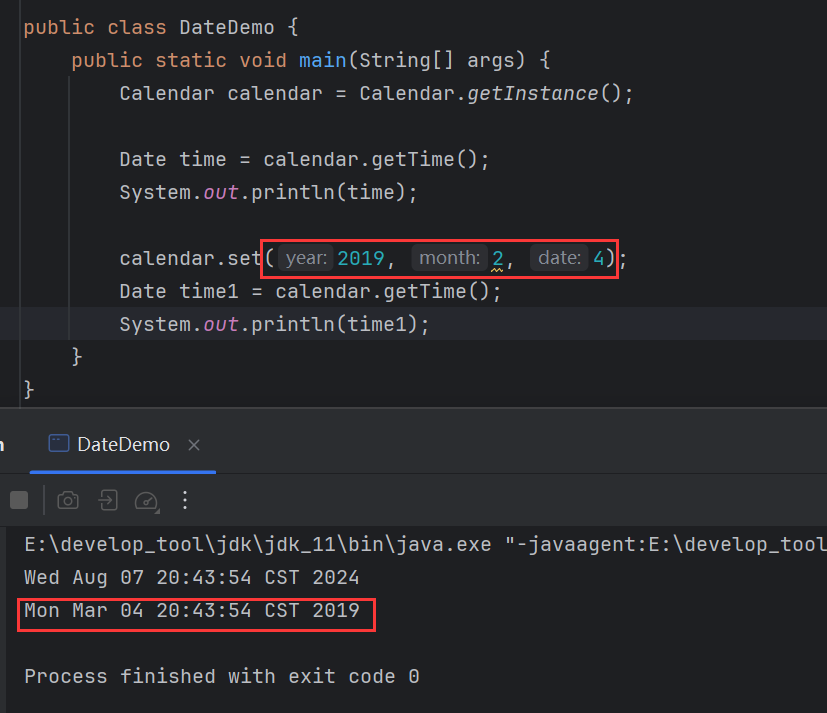 public class DateDemo {
public static void main(String[] args) {
Calendar calendar = Calendar.getInstance();
Date time = calendar.getTime();
System.out.println(time);
calendar.set( year: 2019, month: 2, date: 4);
Date time1 = calendar.getTime();
System.out.println(time1);
}
}
DateDemo
E:\develop_tool\jdk\jdk_11\bin\java.exe "-javaagent:E:\develop_tool
Wed Aug 07 20:43:54 CST 2024
Mon Mar 04 20:43:54 CST 2019
Process finished with exit code 0